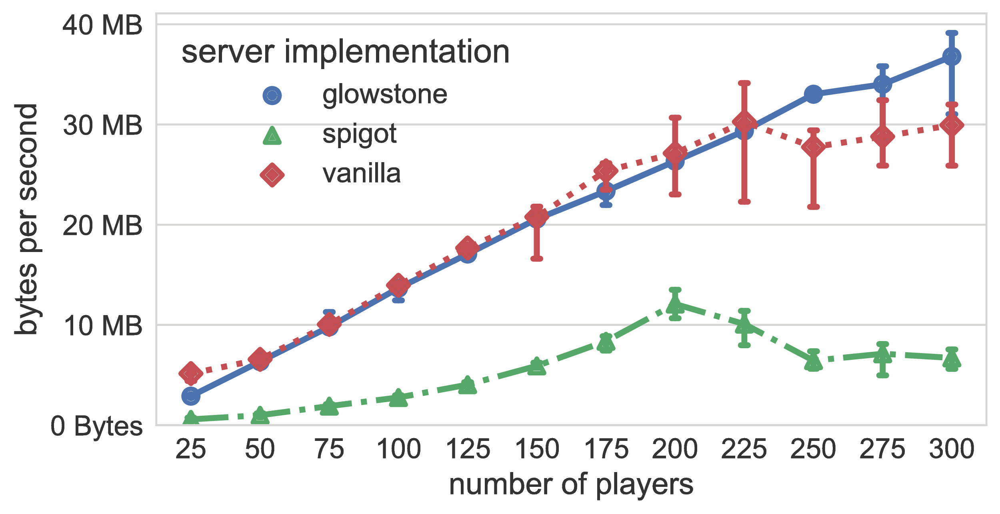 40 MB
30 MB
20 MB
10 MB
0 Bytes
bytes per second
server implementation
glowstone
spigot
vanilla
25 50 75 100 125 150 175 200 225 250 275 300
number of players